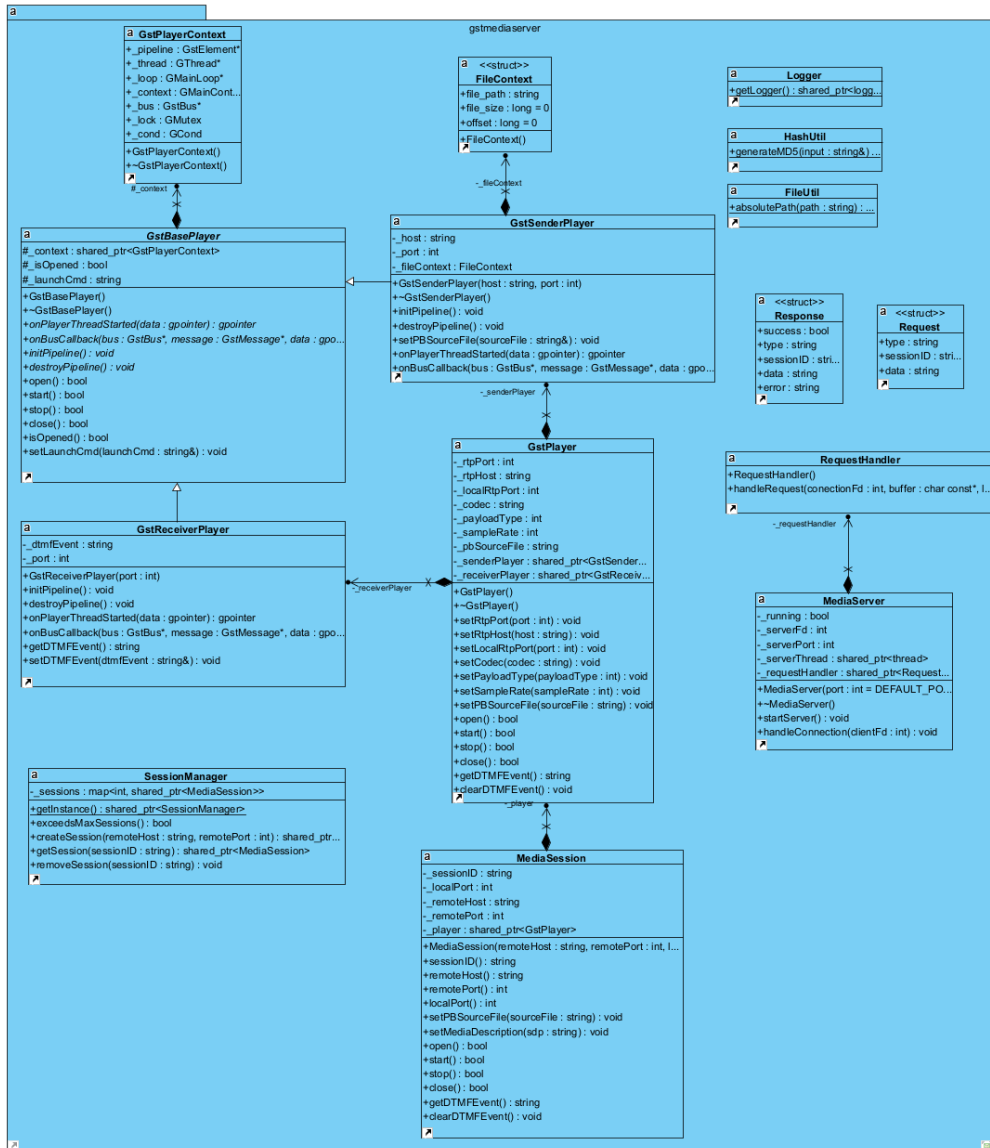 a
gstmediaserver
a GstPlayerContext
+_pipeline : GstElement*
+_thread : GThread*
+_loop : GMainLoop*
+_context : GMainCont...
+_bus : GstBus*
+_lock : GMutex
+_cond : GCond
+GstPlayerContext()
+~GstPlayerContext()
#_context
a <<struct>>
FileContext
+file_path : string
+file_size : long = 0
+offset : long = 0
+FileContext()
-_fileContext
a Logger
+getLogger() : shared_ptr<logg...
a HashUtil
+generateMD5(input : string&) ...
a FileUtil
+absolutePath(path : string) : ...
a GstBasePlayer
#_context : shared_ptr<GstPlayerContext>
#_isOpened : bool
#_launchCmd : string
+GstBasePlayer()
+~GstBasePlayer()
+onPlayerThreadStarted(data : gpointer) : gpointer
+onBusCallback(bus : GstBus*, message : GstMessage*, data : gpo...
+initPipeline() : void
+destroyPipeline() : void
+open() : bool
+start() : bool
+stop() : bool
+close() : bool
+isOpened() : bool
+setLaunchCmd(launchCmd : string&) : void
a GstSenderPlayer
-_host : string
-_port : int
-_fileContext : FileContext
+GstSenderPlayer(host : string, port : int)
+~GstSenderPlayer()
+initPipeline() : void
+destroyPipeline() : void
+setPBSourceFile(sourceFile : string&) : void
+onPlayerThreadStarted(data : gpointer) : gpointer
+onBusCallback(bus : GstBus*, message : GstMessage*, data : gpo...
-_senderPlayer
a <<struct>>
Response
+success : bool
+type : string
+sessionID : stri...
+data : string
+error : string
a <<struct>>
Request
+type : string
+sessionID : stri...
+data : string
a GstReceiverPlayer
-_dtmfEvent : string
-_port : int
+GstReceiverPlayer(port : int)
+initPipeline() : void
+destroyPipeline() : void
+onPlayerThreadStarted(data : gpointer) : gpointer
+onBusCallback(bus : GstBus*, message : GstMessage*, data : gpo...
+getDTMFEvent() : string
+setDTMFEvent(dtmfEvent : string&) : void
-_receiverPlayer
a GstPlayer
-_rtpPort : int
-_rtpHost : string
-_localRtpPort : int
-_codec : string
-_payloadType : int
-_sampleRate : int
-_pbSourceFile : string
-_senderPlayer : shared_ptr<GstSender...
-_receiverPlayer : shared_ptr<GstReceiv...
+GstPlayer()
+~GstPlayer()
+setRtpPort(port : int) : void
+setRtpHost(host : string) : void
+setLocalRtpPort(port : int) : void
+setCodec(codec : string) : void
+setPayloadType(payloadType : int) : void
+setSampleRate(sampleRate : int) : void
+setPBSourceFile(sourceFile : string) : void
+open() : bool
+start() : bool
+stop() : bool
+close() : bool
+getDTMFEvent() : string
+clearDTMFEvent() : void
-_player
a RequestHandler
+RequestHandler()
+handleRequest(conectionFd : int, buffer : char const*, l...
-_requestHandler
a MediaServer
-_running : bool
-_serverFd : int
-_serverPort : int
-_serverThread : shared_ptr<thread>
-_requestHandler : shared_ptr<Request...
+MediaServer(port : int = DEFAULT_PO...
+~MediaServer()
+startServer() : void
+handleConnection(clientFd : int) : void
a SessionManager
-_sessions : map<int, shared_ptr<MediaSession>>
+getInstance() : shared_ptr<SessionManager>
+exceedsMaxSessions() : bool
+createSession(remoteHost : string, remotePort : int) : shared_ptr...
+getSession(sessionID : string) : shared_ptr<MediaSession>
+removeSession(sessionID : string) : void
a MediaSession
-_sessionID : string
-_localPort : int
-_remoteHost : string
-_remotePort : int
-_player : shared_ptr<GstPlayer>
+MediaSession(remoteHost : string, remotePort : int, l...
+sessionID() : string
+remoteHost() : string
+remotePort() : int
+localPort() : int
+setPBSourceFile(sourceFile : string) : void
+setMediaDescription(sdp : string) : void
+open() : bool
+start() : bool
+stop() : bool
+close() : bool
+getDTMFEvent() : string
+clearDTMFEvent() : void